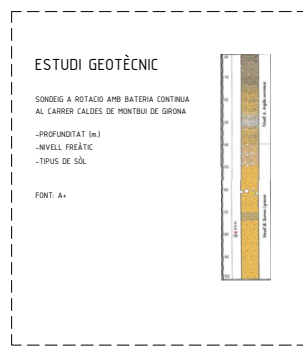 ESTUDI GEOTÈCNIC
SONDEIG A ROTACIO AMB BATERIA CONTINUA
AL CARRER CALDES DE MONTBUI DE GIRONA
-PROFUNDITAT (m.)
-NIVELL FREÀTIC
-TIPUS DE SÒL
FONT: A+